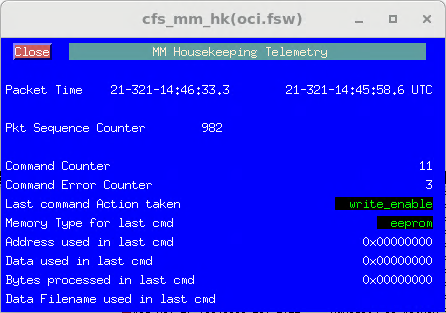 cfs_mm_hk(oci.fsw)
Close MM Housekeeping Telemetry
Packet Time 21-321-14:46:33.3 21-321-14:45:58.6 UTC
Pkt Sequence Counter 982
Command Counter 11
Command Error Counter 3
Last command Action taken write_enable
Memory Type for last cmd eeprom
Address used in last cmd 0x00000000
Data used in last cmd 0x00000000
Bytes processed in last cmd 0x00000000
Data Filename used in last cmd